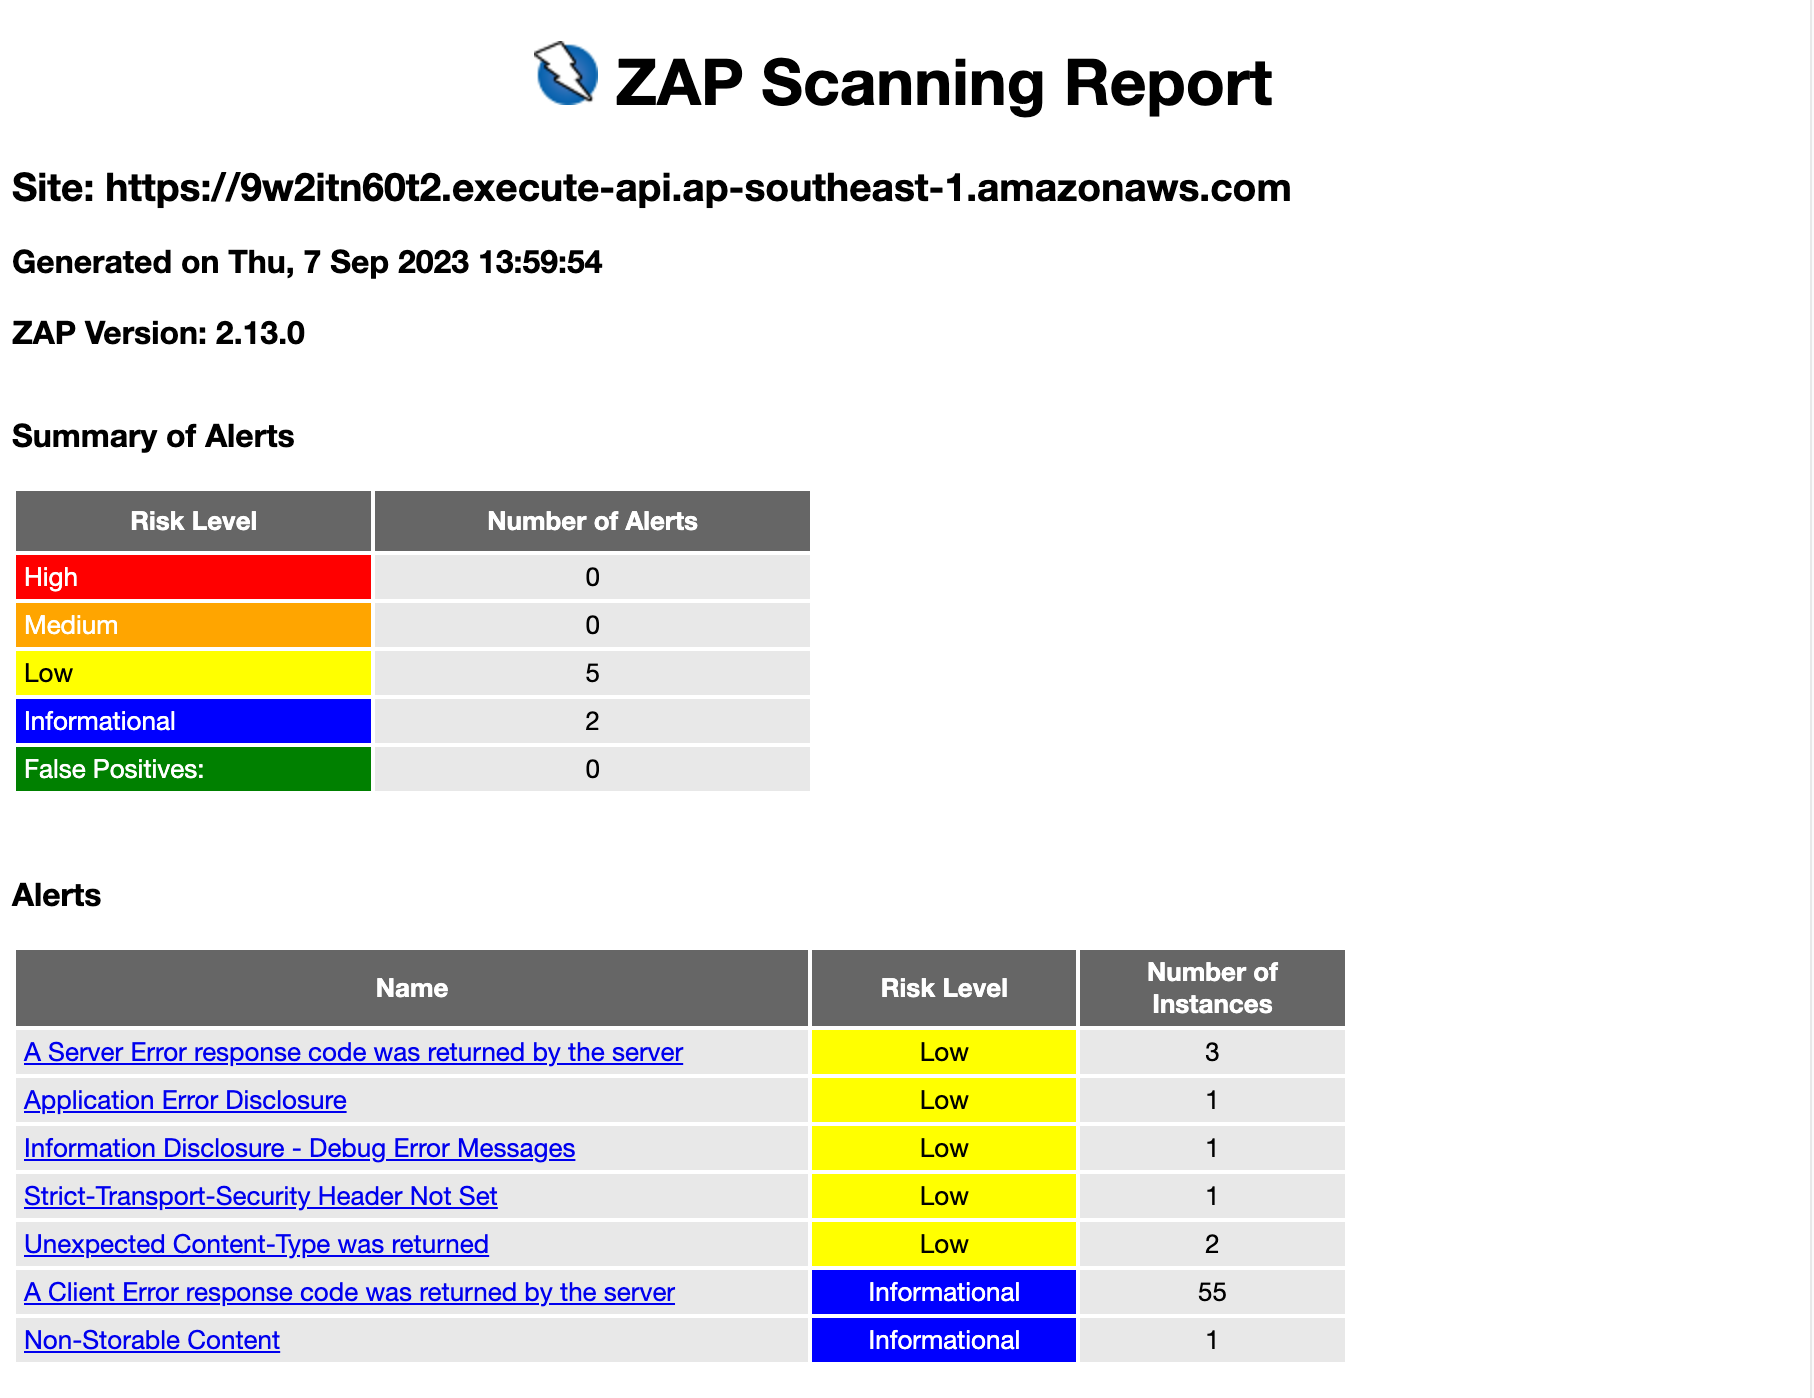 ZAP Scanning Report
Site: https://9w2itn60t2.execute-api.ap-southeast-1.amazonaws.com
Generated on Thu, 7 Sep 2023 13:59:54
ZAP Version: 2.13.0
Summary of Alerts
Risk Level Number of Alerts
High 0
Medium 0
Low 5
Informational 2
False Positives: 0
Alerts
Name Risk Level Number of
Instances
A Server Error response code was returned by the server Low 3
Application Error Disclosure Low 1
Information Disclosure - Debug Error Messages Low 1
Strict-Transport-Security Header Not Set Low 1
Unexpected Content-Type was returned Low 2
A Client Error response code was returned by the server Informational 55
Non-Storable Content Informational 1